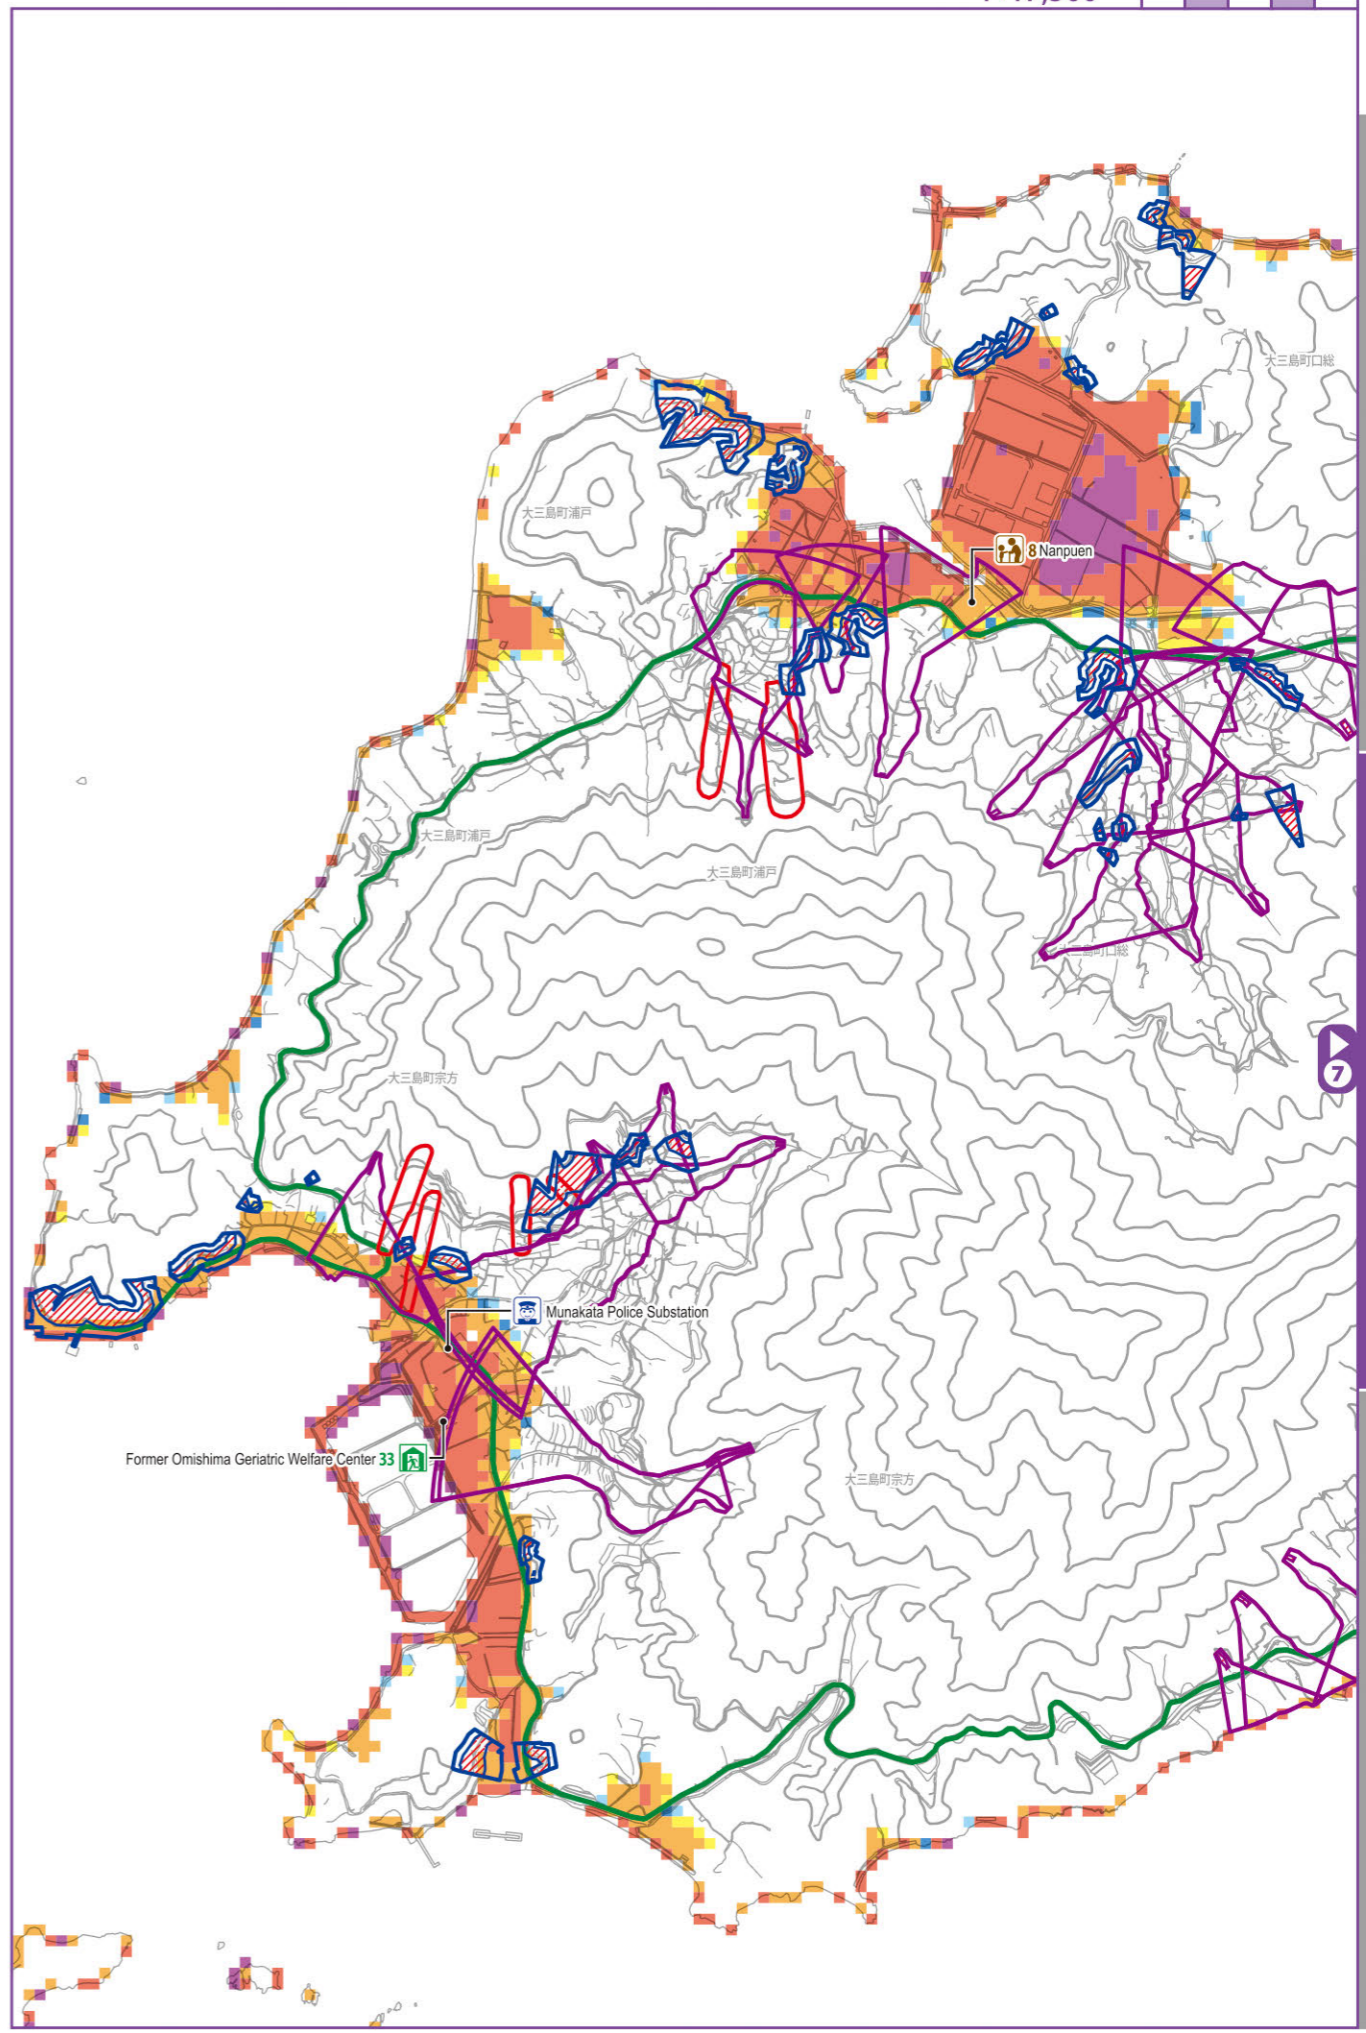 大三島町口総
大三島町浦戸
8 Nanpuen
大三島町浦戸
大三島町浦戸
大三島町口総
7
大三島町宗方
Munakata Police Substation
Former Omishima Geriatric Welfare Center 33
大三島町宗方